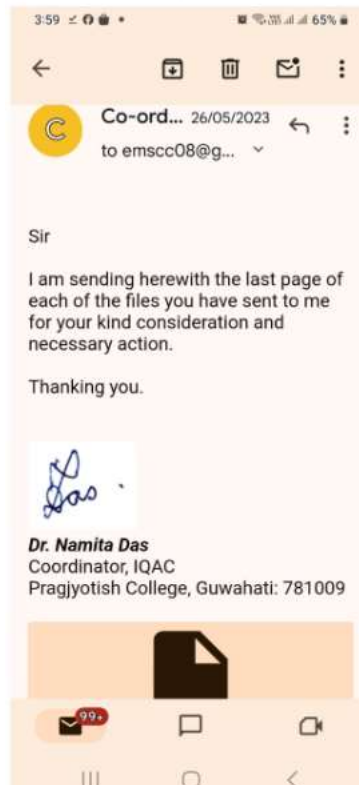 3:59
65%
C
Co-ord... 26/05/2023
to emscc08@g...
Sir
I am sending herewith the last page of
each of the files you have sent to me
for your kind consideration and
necessary action.
Thanking you.
Das
Dr. Namita Das
Coordinator, IQAC
Pragjyotish College, Guwahati: 781009
99+